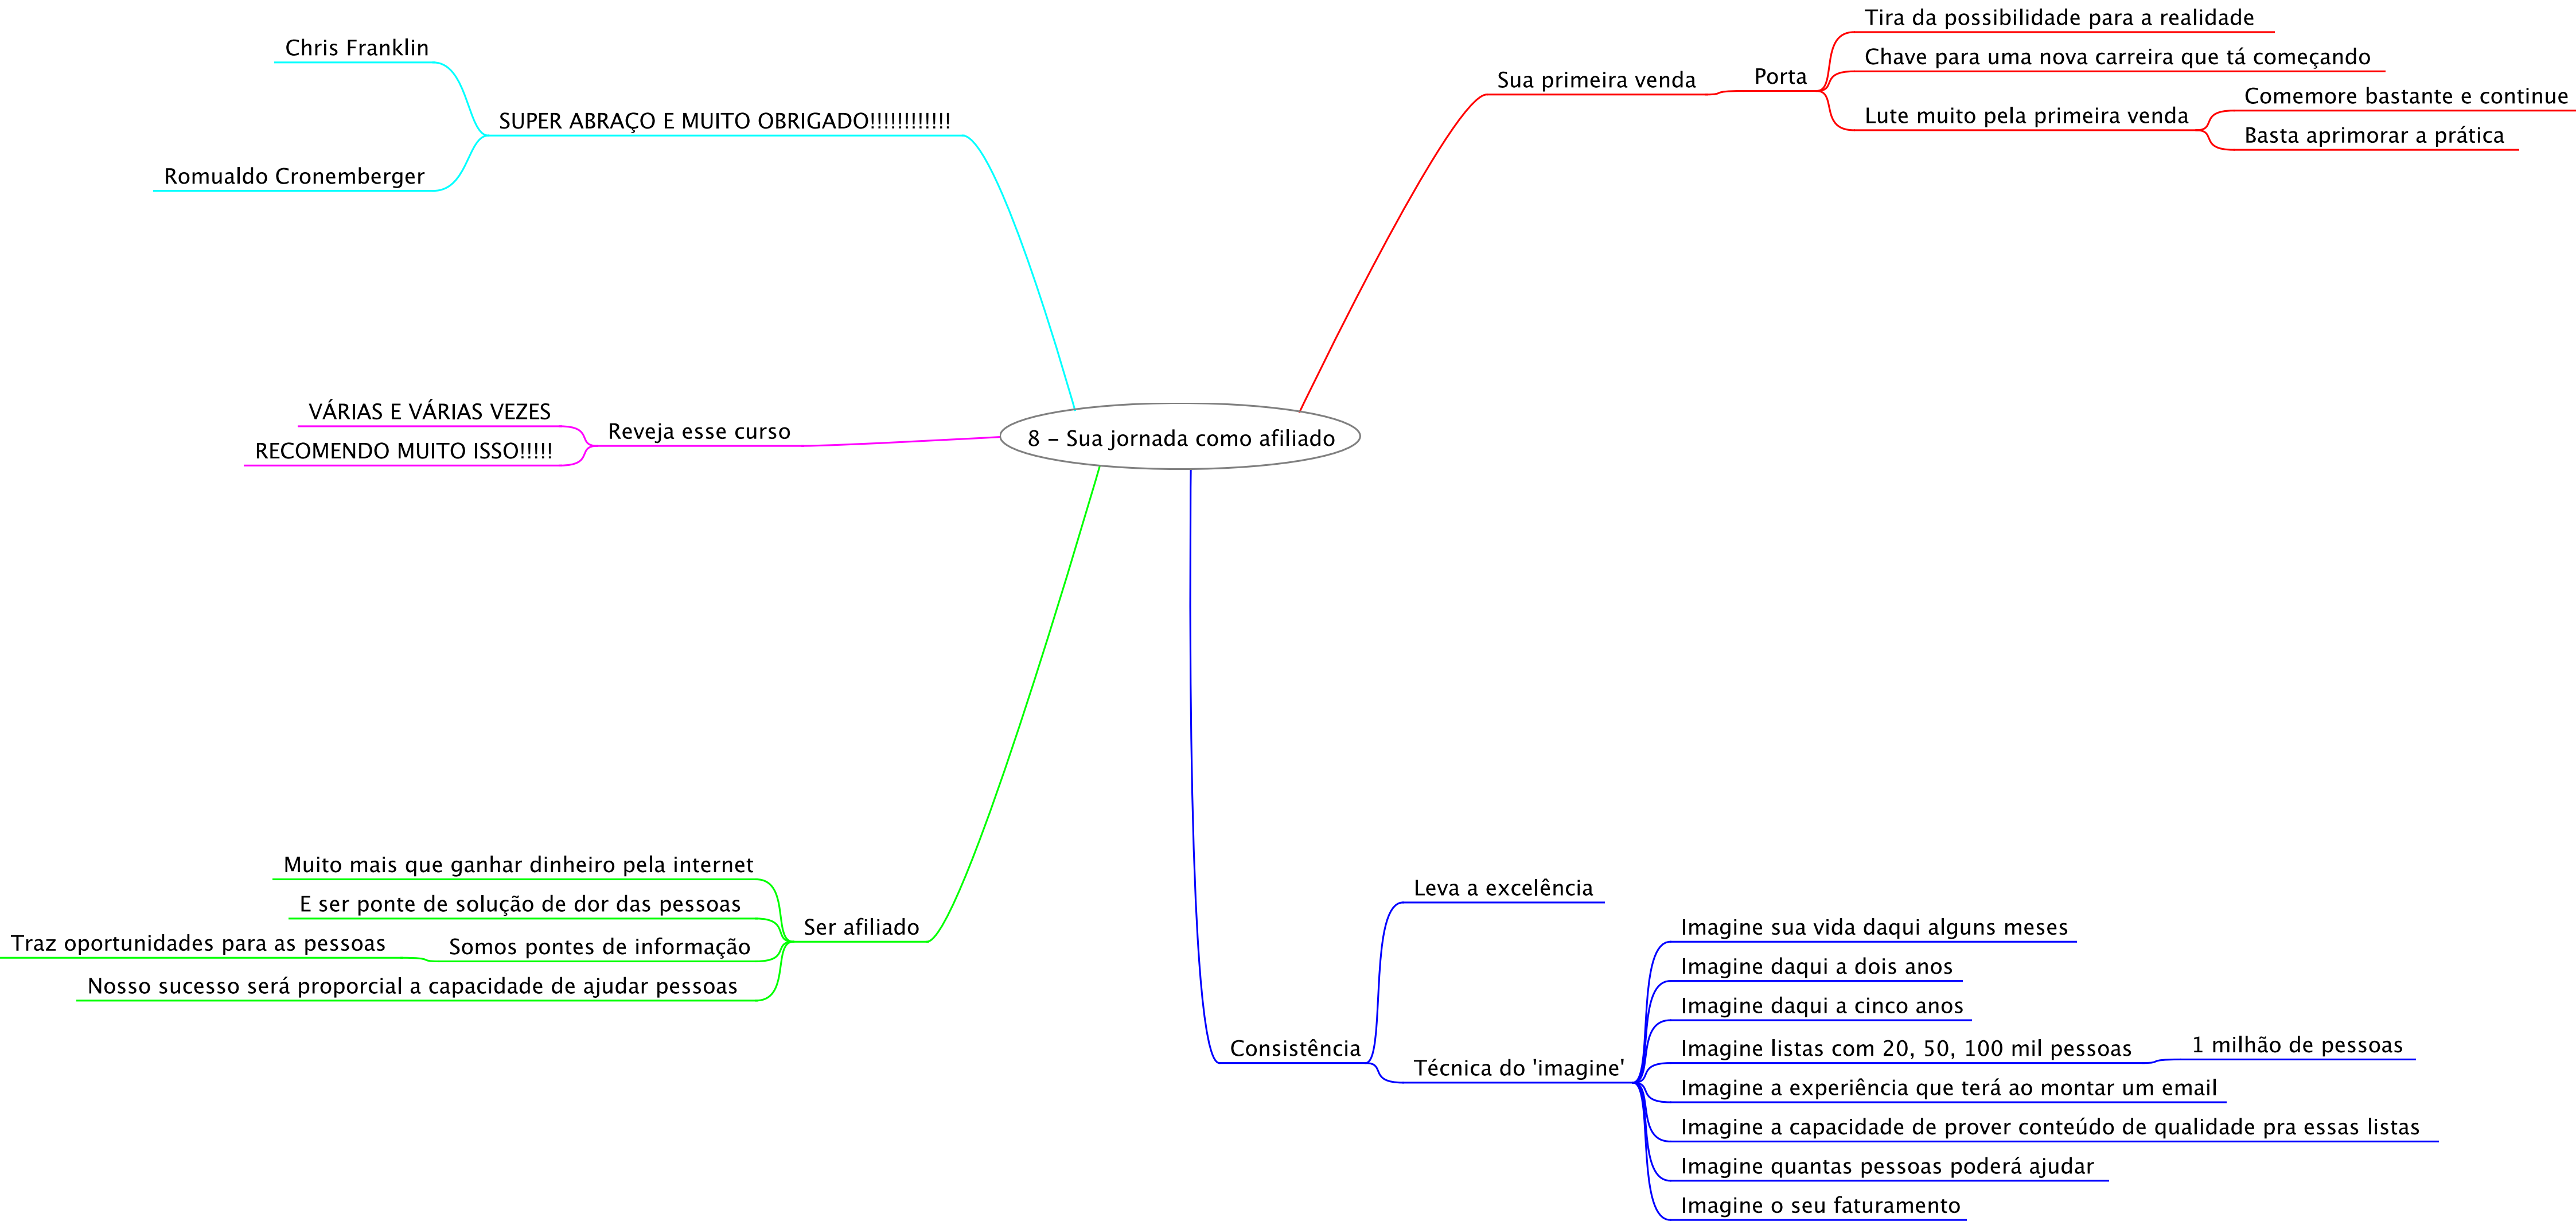 8 – Sua jornada como afiliado
Sua primeira venda
Porta
Tira da possibilidade para a realidade
Chave para uma nova carreira que tá começando
Lute muito pela primeira venda
Comemore bastante e continue
Basta aprimorar a prática
Consistência
Leva a excelência
Técnica do 'imagine'
Imagine sua vida daqui alguns meses
Imagine daqui a dois anos
Imagine daqui a cinco anos
Imagine listas com 20, 50, 100 mil pessoas
1 milhão de pessoas
Imagine a experiência que terá ao montar um email
Imagine a capacidade de prover conteúdo de qualidade pra essas listas
Imagine quantas pessoas poderá ajudar
Imagine o seu faturamento
Ser afiliado
Muito mais que ganhar dinheiro pela internet
E ser ponte de solução de dor das pessoas
Somos pontes de informação
Traz oportunidades para as pessoas
Nosso sucesso será proporcial a capacidade de ajudar pessoas
Reveja esse curso
VÁRIAS E VÁRIAS VEZES
RECOMENDO MUITO ISSO!!!!!
SUPER ABRAÇO E MUITO OBRIGADO!!!!!!!!!!!!
Chris Franklin
Romualdo Cronemberger